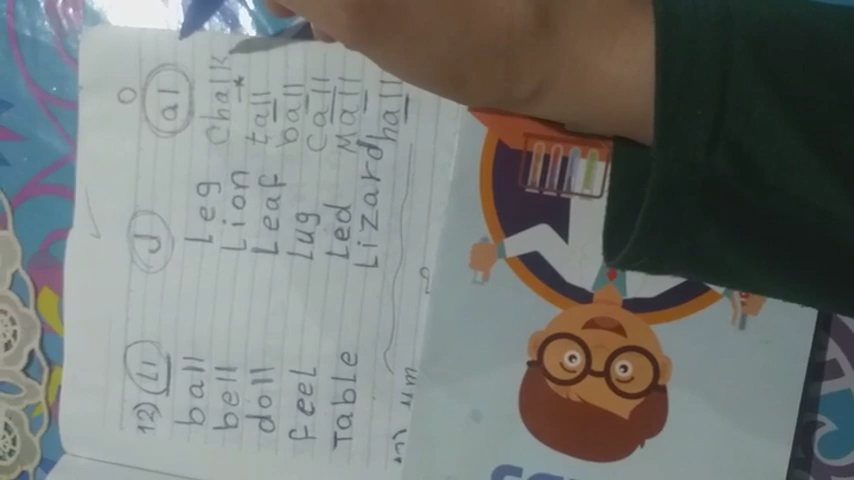 12) Ll J al
ball Leg chalk
bell Lion tall
doll Leaf ball
feel Lug call
Table Led Mall
Lizard hall